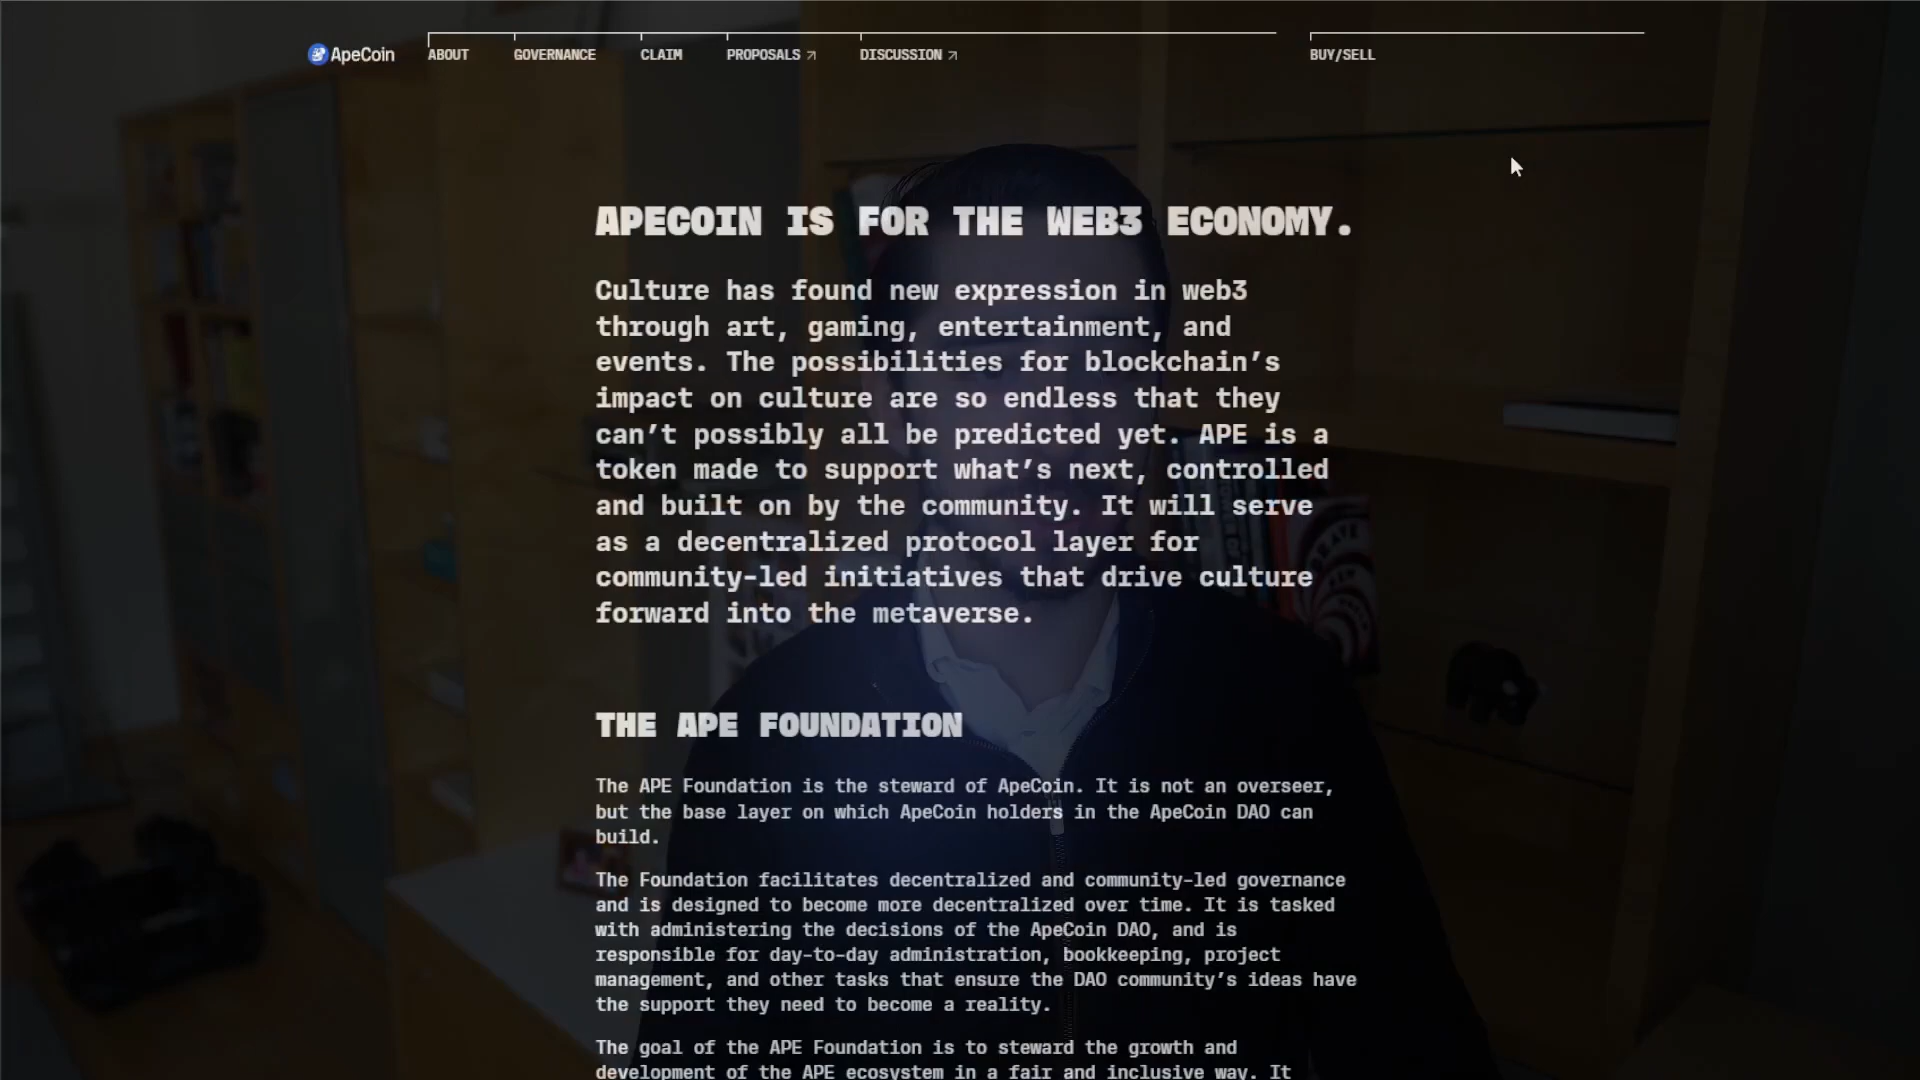 ApeCoin
ABOUT
GOVERNANCE
CLAIM
PROPOSALS
DISCUSSION
BUY/SELL
APECOIN IS FOR THE WEB3 ECONOMY.
Culture has found new expression in web3
through art, gaming, entertainment, and
events. The possibilities for blockchain’s
impact on culture are so endless that they
can’t possibly all be predicted yet. APE is a
token made to support what’s next, controlled
and built on by the community. It will serve
as a decentralized protocol layer for
community-led initiatives that drive culture
forward into the metaverse.
THE APE FOUNDATION
The APE Foundation is the steward of ApeCoin. It is not an overseer,
but the base layer on which ApeCoin holders in the ApeCoin DAO can
build.
The Foundation facilitates decentralized and community-led governance
and is designed to become more decentralized over time. It is tasked
with administering the decisions of the ApeCoin DAO, and is
responsible for day-to-day administration, bookkeeping, project
management, and other tasks that ensure the DAO community’s ideas have
the support they need to become a reality.
The goal of the APE Foundation is to steward the growth and
development of the APE ecosystem in a fair and inclusive way. It